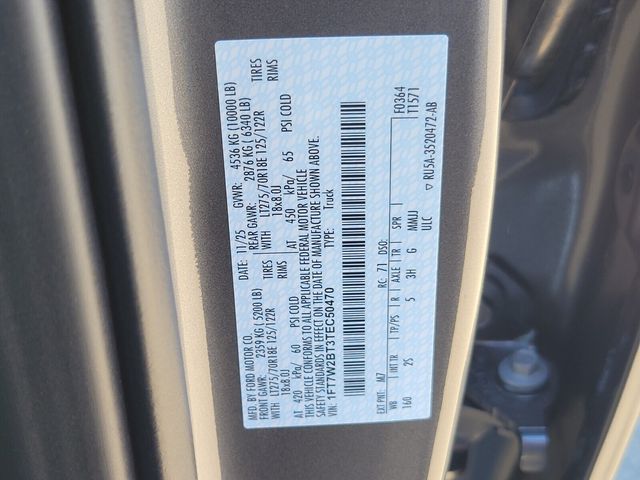 MFD. BY FORD MOTOR CO.
DATE: 11/25 GVWR: 4536 KG (10000 LB)
FRONT GAWR: 2359 KG (5200 LB) REAR GAWR: 2876 KG (6340 LB)
WITH LT275/70R18E 125/122R TIRES WITH LT275/70R18E 125/122R TIRES
18x8.0J RIMS 18x8.0J RIMS
AT 420 kPa/ 60 PSI COLD AT 450 kPa/ 65 PSI COLD
THIS VEHICLE CONFORMS TO ALL APPLICABLE FEDERAL MOTOR VEHICLE
SAFETY STANDARDS IN EFFECT ON THE DATE OF MANUFACTURE SHOWN ABOVE.
VIN: 1FT7W2BT3TEC50470 TYPE: Truck
F0364
T1571
EXT PNT: M7 RC: 71 DSO:
WB INT TR TP/PS R AXLE TR SPR
160 2S 5 3H G MMJJ
ULC
▽ RU5A-3520472-AB